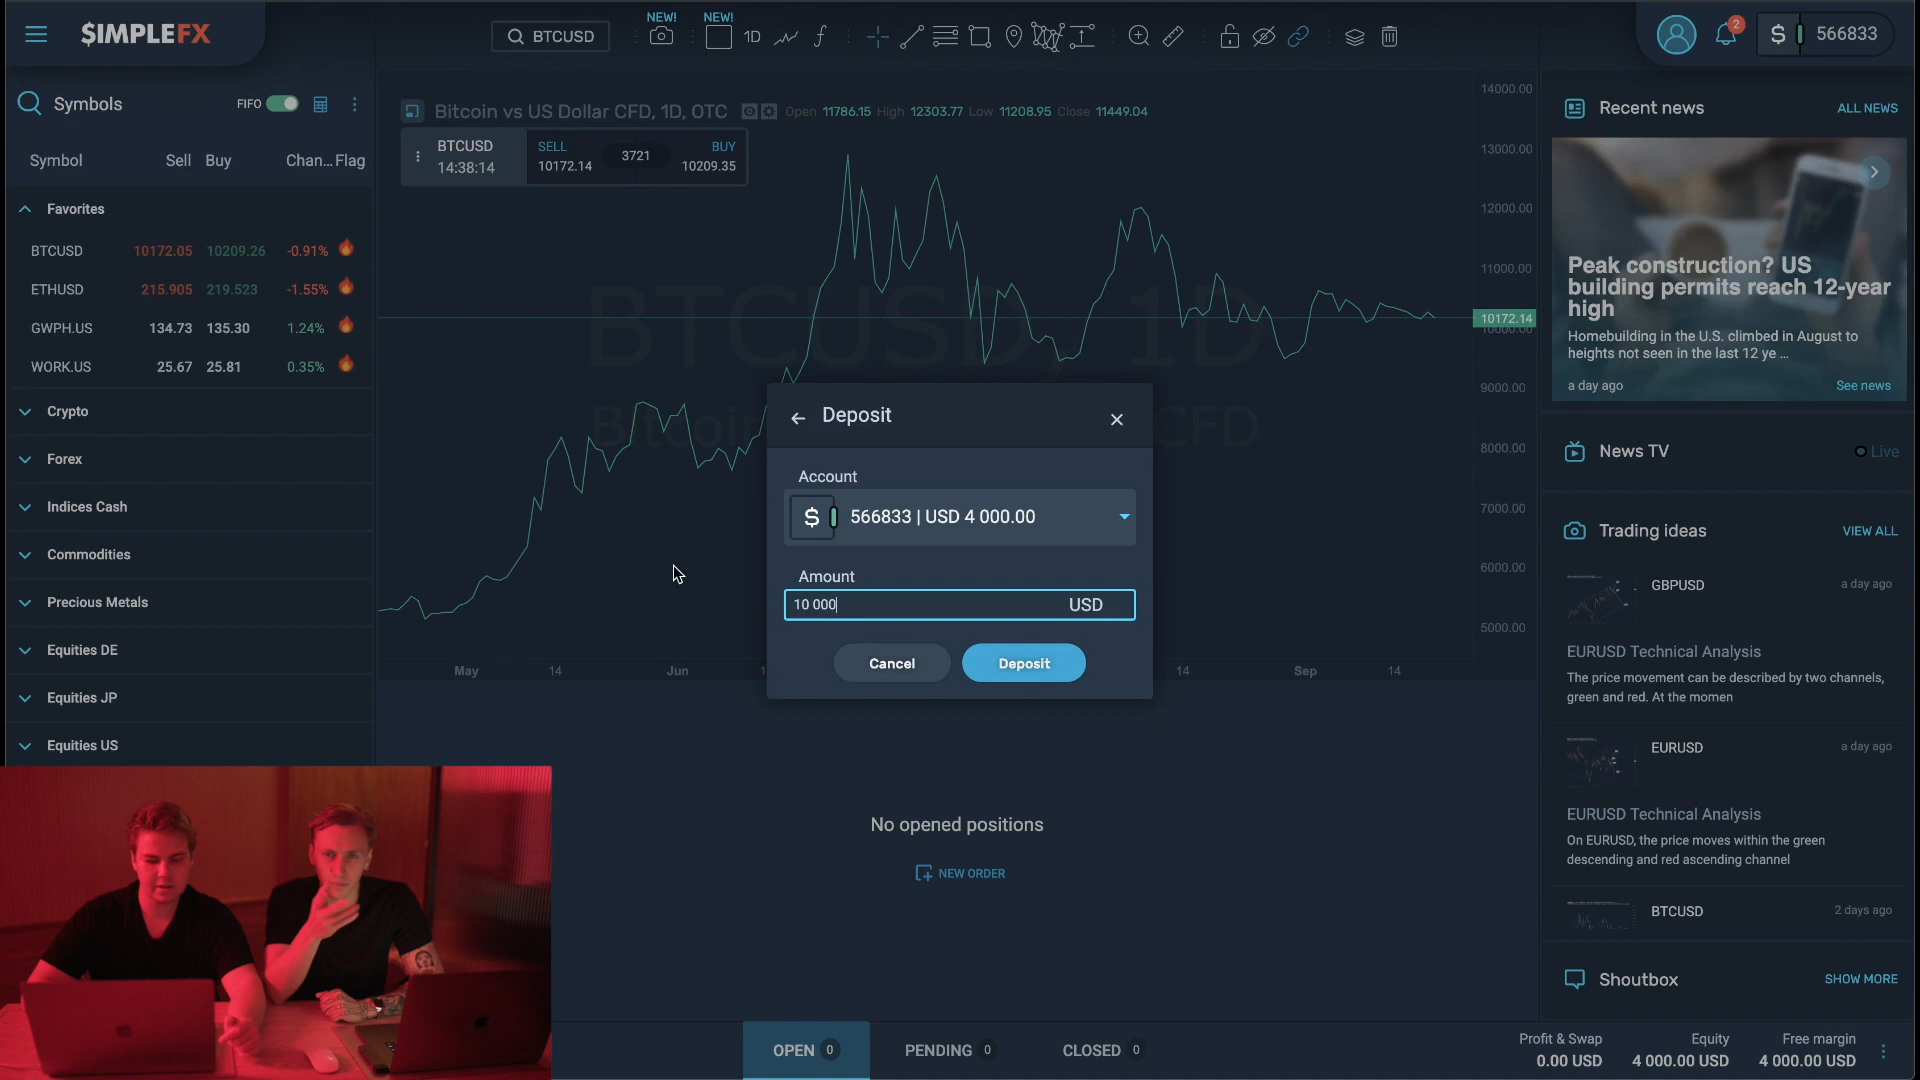 $IMPLEFX
BTCUSD
NEW!
NEW!
1D
2
$ 566833
Symbols
FIFO
Symbol Sell Buy Chan... Flag
Favorites
BTCUSD 10172.05 10209.26 -0.91%
ETHUSD 215.905 219.523 -1.55%
GWPH.US 134.73 135.30 1.24%
WORK.US 25.67 25.81 0.35%
Crypto
Forex
Indices Cash
Commodities
Precious Metals
Equities DE
Equities JP
Equities US
Bitcoin vs US Dollar CFD, 1D, OTC
Open 11786.15 High 12303.77 Low 11208.95 Close 11449.04
BTCUSD
14:38:14
SELL
10172.14
3721
BUY
10209.35
BTCUSD, 1D
Bitcoin
CFD
14000.00
13000.00
12000.00
11000.00
10172.14
10000.00
9000.00
8000.00
7000.00
6000.00
5000.00
May 14 Jun 1 14 Sep 14
Deposit
Account
$ 566833 | USD 4 000.00
Amount
10 000 USD
Cancel
Deposit
No opened positions
NEW ORDER
OPEN 0
PENDING 0
CLOSED 0
Recent news
ALL NEWS
Peak construction? US
building permits reach 12-year
high
Homebuilding in the U.S. climbed in August to
heights not seen in the last 12 ye ...
a day ago
See news
News TV
Live
Trading ideas
VIEW ALL
GBPUSD
a day ago
EURUSD Technical Analysis
The price movement can be described by two channels,
green and red. At the momen
EURUSD
a day ago
EURUSD Technical Analysis
On EURUSD, the price moves within the green
descending and red ascending channel
BTCUSD
2 days ago
Shoutbox
SHOW MORE
Profit & Swap
0.00 USD
Equity
4 000.00 USD
Free margin
4 000.00 USD